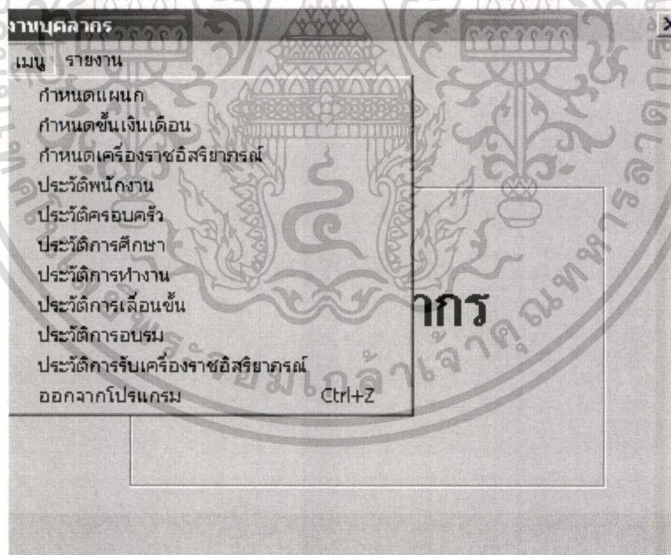 งานบุคลากร
เมนู รายงาน
กำหนดแผนก
กำหนดขั้นเงินเดือน
กำหนดเครื่องราชอิสริยาภรณ์
ประวัติพนักงาน
ประวัติครอบครัว
ประวัติการศึกษา
ประวัติการทำงาน
ประวัติการเลื่อนขั้น
ประวัติการอบรม
ประวัติการรับเครื่องราชอิสริยาภรณ์
ออกจากโปรแกรม Ctrl+Z
ากร